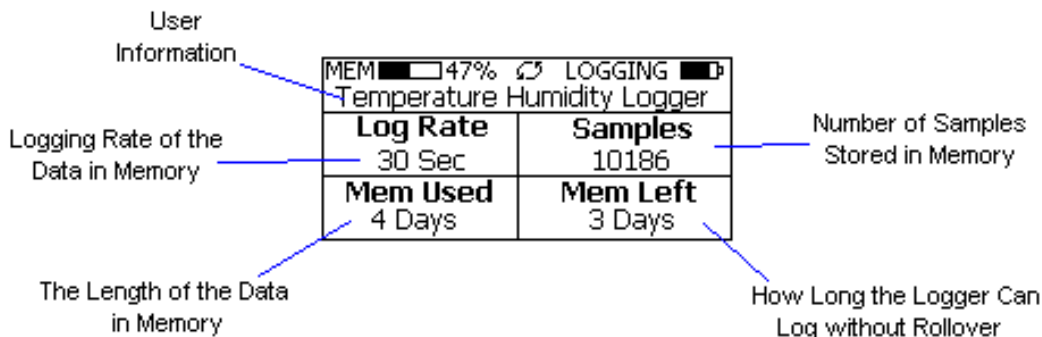 User
Information
MEM 47% LOGGING
Temperature Humidity Logger
Log Rate
30 Sec
Samples
10186
Mem Used
4 Days
Mem Left
3 Days
Logging Rate of the
Data in Memory
Number of Samples
Stored in Memory
The Length of the Data
in Memory
How Long the Logger Can
Log without Rollover